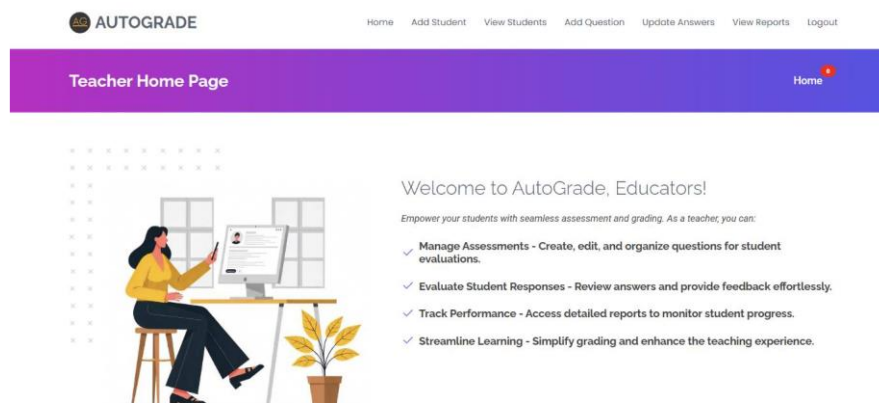 AG AUTOGRADE
Home Add Student View Students Add Question Update Answers View Reports Logout
Teacher Home Page
Home
Welcome to AutoGrade, Educators!
Empower your students with seamless assessment and grading. As a teacher, you can:
Manage Assessments - Create, edit, and organize questions for student
evaluations.
Evaluate Student Responses - Review answers and provide feedback effortlessly.
Track Performance - Access detailed reports to monitor student progress.
Streamline Learning - Simplify grading and enhance the teaching experience.